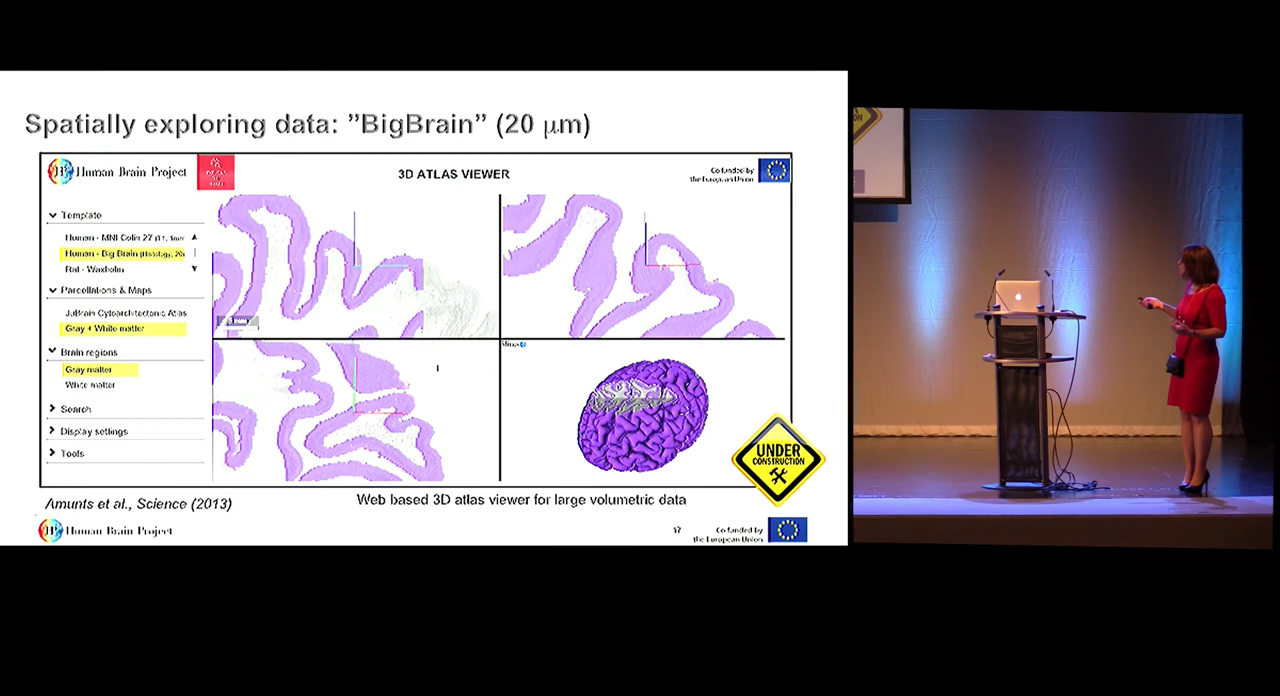 Spatially exploring data: ”BigBrain” (20 μm)
Human Brain Project
3D ATLAS VIEWER
Co-funded by
the European Union
Template
Human - MNI Colin 27
Human - Big Brain (Histology, 20
Rat - Waxholm
Parcellations & Maps
JuBrain Cytoarchitectonic Atlas
Gray + White matter
Brain regions
Gray matter
White matter
Search
Display settings
Tools
UNDER
CONSTRUCTION
Amunts et al., Science (2013)
Web based 3D atlas viewer for large volumetric data
Human Brain Project
Co-funded by
the European Union
ON